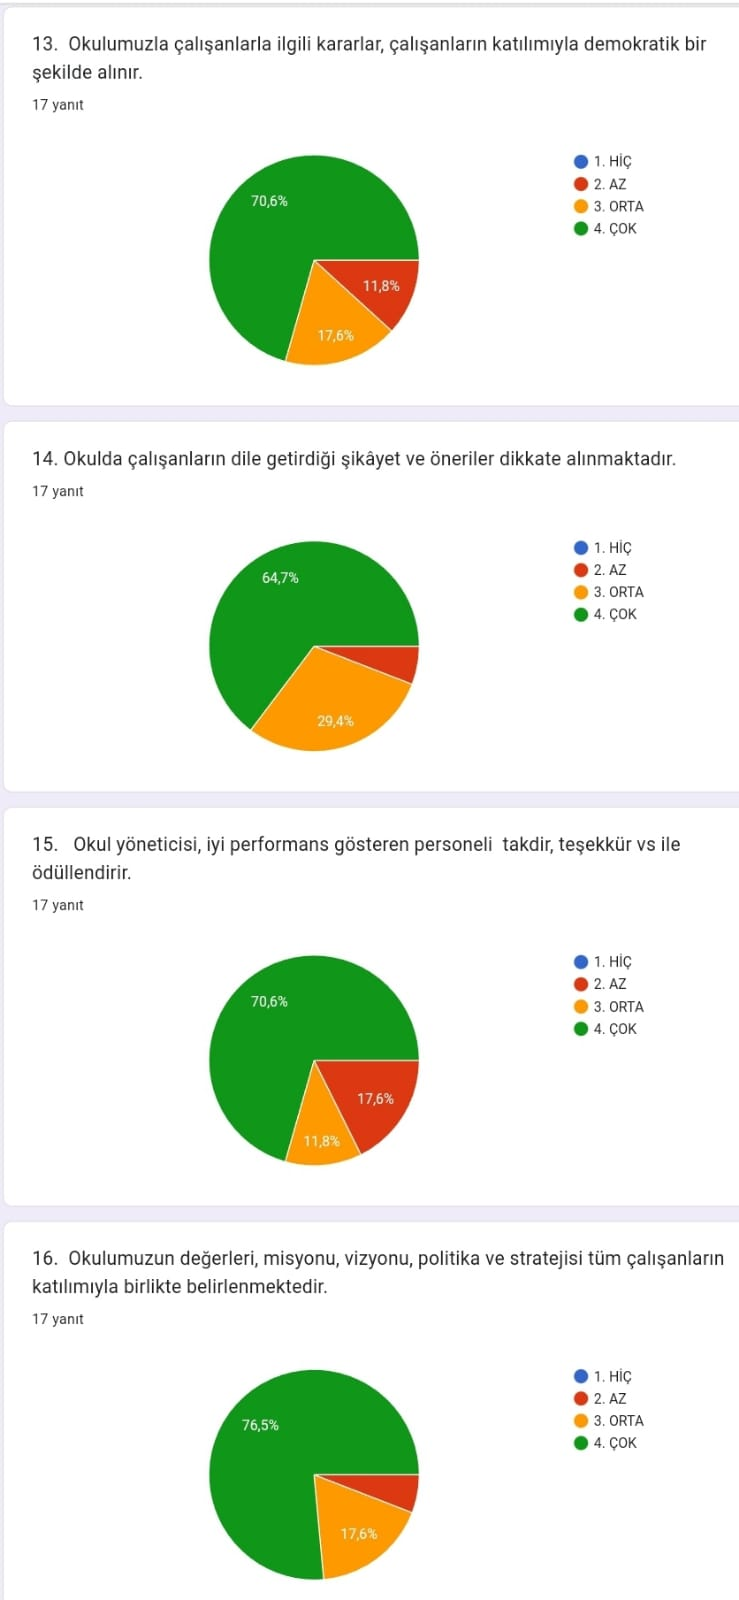 13.  Okulumuzla çalışanlarla ilgili kararlar, çalışanların katılımıyla demokratik bir
şekilde alınır.
17 yanıt
1. HİÇ
2. AZ
3. ORTA
4. ÇOK
70,6%
11,8%
17,6%
14. Okulda çalışanların dile getirdiği şikâyet ve öneriler dikkate alınmaktadır.
17 yanıt
1. HİÇ
2. AZ
3. ORTA
4. ÇOK
64,7%
29,4%
15.   Okul yöneticisi, iyi performans gösteren personeli  takdir, teşekkür vs ile
ödüllendirir.
17 yanıt
1. HİÇ
2. AZ
3. ORTA
4. ÇOK
70,6%
17,6%
11,8%
16.  Okulumuzun değerleri, misyonu, vizyonu, politika ve stratejisi tüm çalışanların
katılımıyla birlikte belirlenmektedir.
17 yanıt
1. HİÇ
2. AZ
3. ORTA
4. ÇOK
76,5%
17,6%